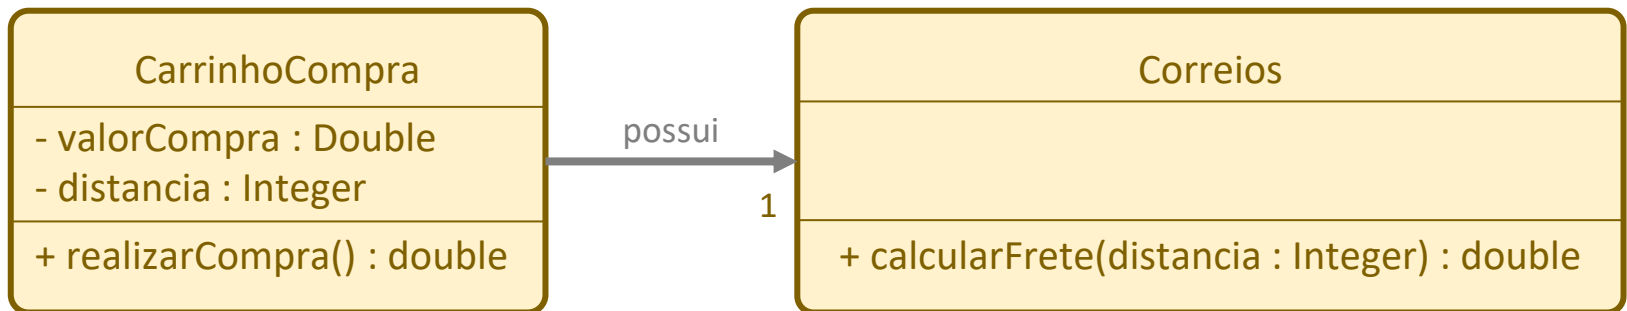 CarrinhoCompra
- valorCompra : Double
- distancia : Integer
+ realizarCompra() : double
possui
1
Correios
+ calcularFrete(distancia : Integer) : double